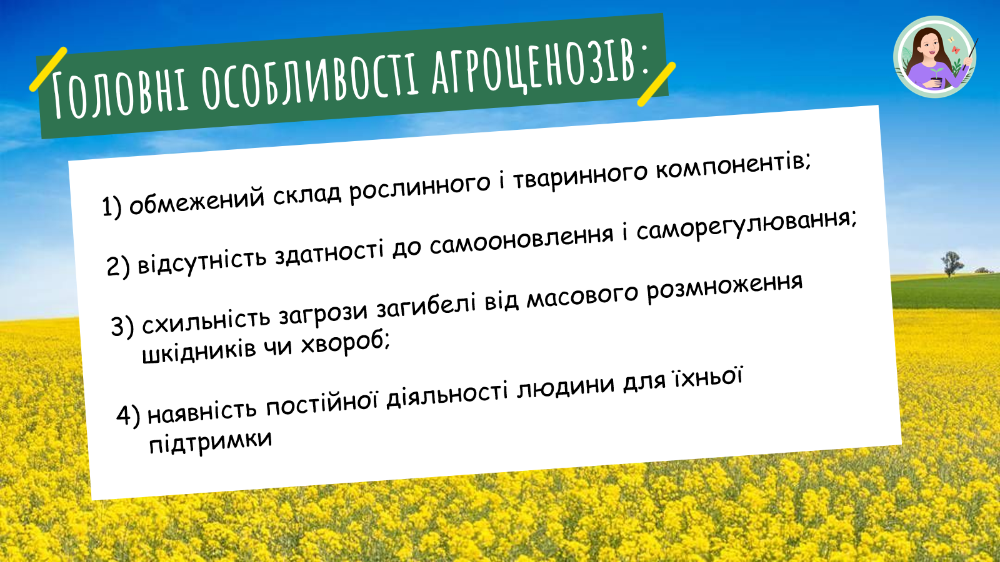 Головні особливості агроценозів:
1) обмежений склад рослинного і тваринного компонентів;
2) відсутність здатності до самооновлення і саморегулювання;
3) схильність загрози загибелі від масового розмноження
шкідників чи хвороб;
4) наявність постійної діяльності людини для їхньої
підтримки